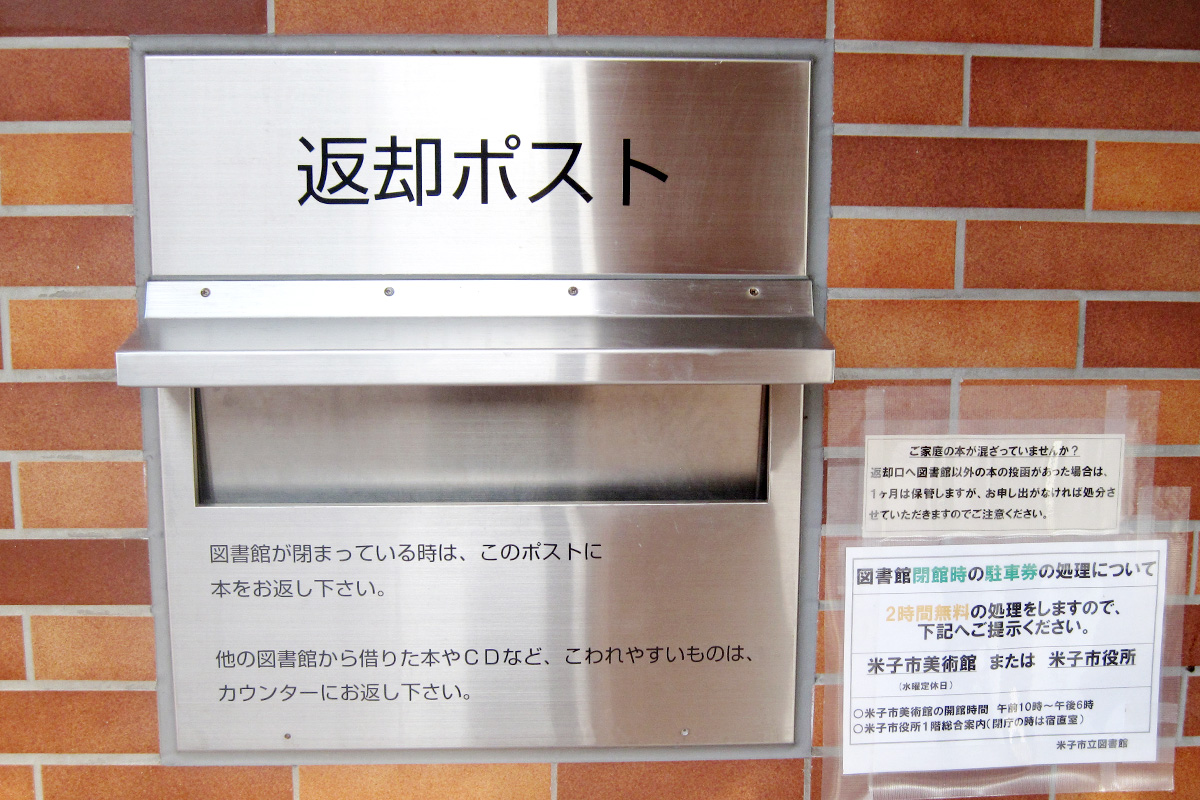 返却ポスト
図書館が閉まっている時は、このポストに
本をお返し下さい。
他の図書館から借りた本やCDなど、こわれやすいものは、
カウンターにお返し下さい。
ご家庭の本が混ざっていませんか？
返却口へ図書館以外の本の投函があった場合は、
1ヶ月は保管しますが、お申し出がなければ処分さ
せていただきますのでご注意ください。
図書館閉館時の駐車券の処理について
2時間無料の処理をしますので、
下記へご提示ください。
米子市美術館 または 米子市役所
（水曜定休日）
○米子市美術館の開館時間 午前10時～午後6時
○米子市役所1階総合案内（閉庁の時は宿直室）
米子市立図書館